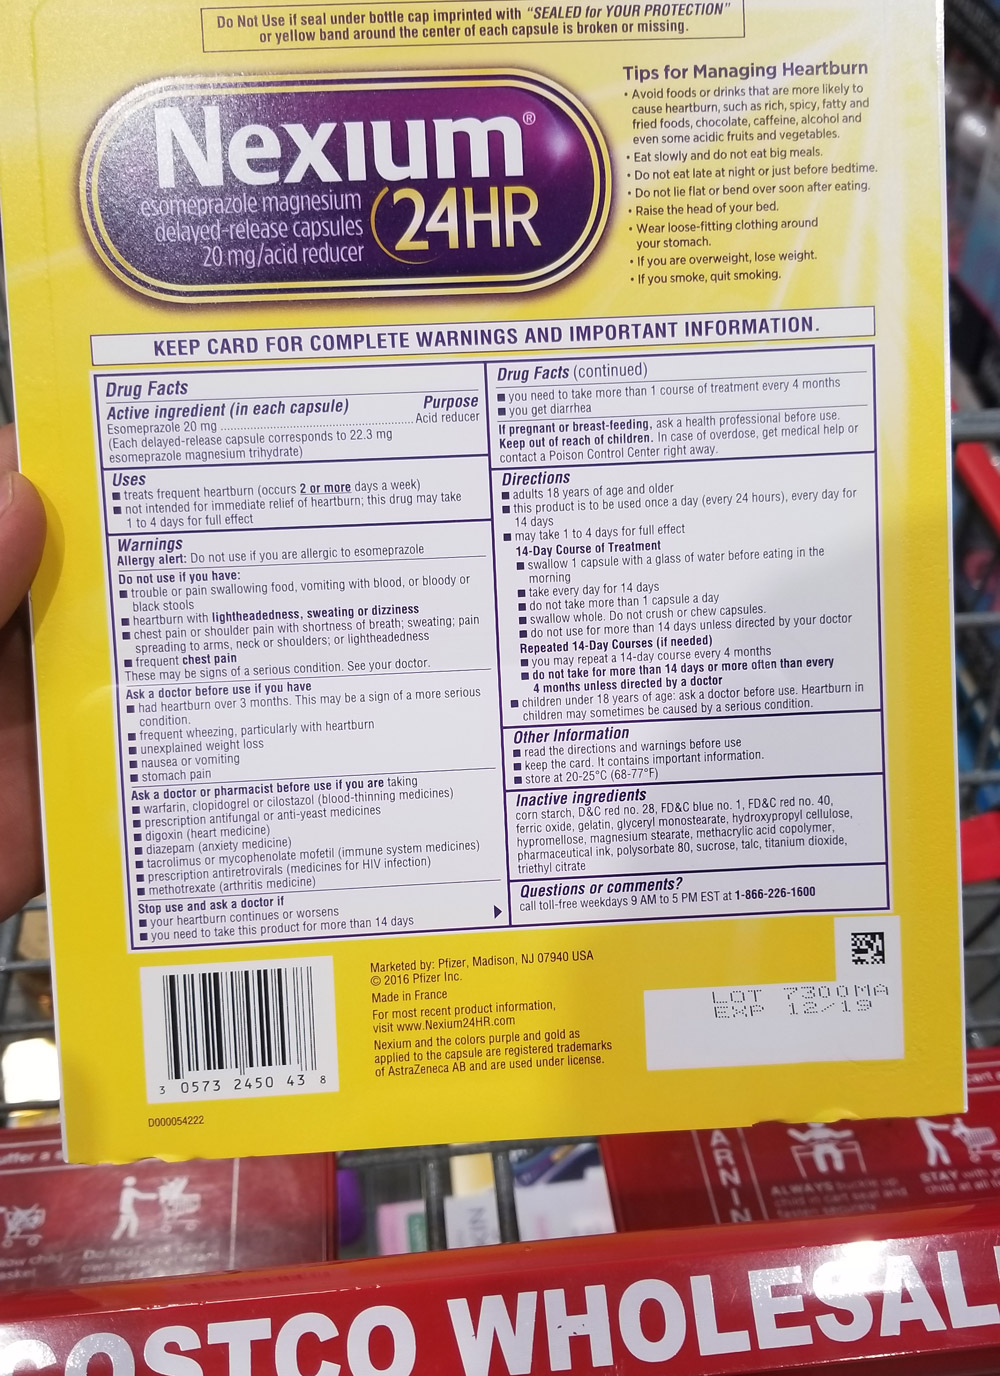 Do Not Use if seal under bottle cap imprinted with "SEALED for YOUR PROTECTION"
or yellow band around the center of each capsule is broken or missing.
Nexium®
esomeprazole magnesium
delayed-release capsules
20 mg/acid reducer
24HR
Tips for Managing Heartburn
• Avoid foods or drinks that are more likely to
cause heartburn, such as rich, spicy, fatty and
fried foods, chocolate, caffeine, alcohol and
even some acidic fruits and vegetables.
• Eat slowly and do not eat big meals.
• Do not eat late at night or just before bedtime.
• Do not lie flat or bend over soon after eating.
• Raise the head of your bed.
• Wear loose-fitting clothing around
your stomach.
• If you are overweight, lose weight.
• If you smoke, quit smoking.
KEEP CARD FOR COMPLETE WARNINGS AND IMPORTANT INFORMATION.
Drug Facts
Active ingredient (in each capsule) Purpose
Esomeprazole 20 mg ........................................................ Acid reducer
(Each delayed-release capsule corresponds to 22.3 mg
esomeprazole magnesium trihydrate)
Uses
■ treats frequent heartburn (occurs 2 or more days a week)
■ not intended for immediate relief of heartburn; this drug may take
1 to 4 days for full effect
Warnings
Allergy alert: Do not use if you are allergic to esomeprazole
Do not use if you have:
■ trouble or pain swallowing food, vomiting with blood, or bloody or
black stools
■ heartburn with lightheadedness, sweating or dizziness
■ chest pain or shoulder pain with shortness of breath; sweating; pain
spreading to arms, neck or shoulders; or lightheadedness
■ frequent chest pain
These may be signs of a serious condition. See your doctor.
Ask a doctor before use if you have
■ had heartburn over 3 months. This may be a sign of a more serious
condition.
■ frequent wheezing, particularly with heartburn
■ unexplained weight loss
■ nausea or vomiting
■ stomach pain
Ask a doctor or pharmacist before use if you are taking
■ warfarin, clopidogrel or cilostazol (blood-thinning medicines)
■ prescription antifungal or anti-yeast medicines
■ digoxin (heart medicine)
■ diazepam (anxiety medicine)
■ tacrolimus or mycophenolate mofetil (immune system medicines)
■ prescription antiretrovirals (medicines for HIV infection)
■ methotrexate (arthritis medicine)
Stop use and ask a doctor if
■ your heartburn continues or worsens
■ you need to take this product for more than 14 days
Drug Facts (continued)
■ you need to take more than 1 course of treatment every 4 months
■ you get diarrhea
If pregnant or breast-feeding, ask a health professional before use.
Keep out of reach of children. In case of overdose, get medical help or
contact a Poison Control Center right away.
Directions
■ adults 18 years of age and older
■ this product is to be used once a day (every 24 hours), every day for
14 days
■ may take 1 to 4 days for full effect
14-Day Course of Treatment
■ swallow 1 capsule with a glass of water before eating in the
morning
■ take every day for 14 days
■ do not take more than 1 capsule a day
■ swallow whole. Do not crush or chew capsules.
■ do not use for more than 14 days unless directed by your doctor
Repeated 14-Day Courses (if needed)
■ you may repeat a 14-day course every 4 months
■ do not take for more than 14 days or more often than every
4 months unless directed by a doctor
■ children under 18 years of age: ask a doctor before use. Heartburn in
children may sometimes be caused by a serious condition.
Other Information
■ read the directions and warnings before use
■ keep the card. It contains important information.
■ store at 20-25°C (68-77°F)
Inactive ingredients
corn starch, D&C red no. 28, FD&C blue no. 1, FD&C red no. 40,
ferric oxide, gelatin, glyceryl monostearate, hydroxypropyl cellulose,
hypromellose, magnesium stearate, methacrylic acid copolymer,
pharmaceutical ink, polysorbate 80, sucrose, talc, titanium dioxide,
triethyl citrate
Questions or comments?
call toll-free weekdays 9 AM to 5 PM EST at 1-866-226-1600
3 0573 2450 43 8
D000054222
Marketed by: Pfizer, Madison, NJ 07940 USA
© 2016 Pfizer Inc.
Made in France
For most recent product information,
visit www.Nexium24HR.com
Nexium and the colors purple and gold as
applied to the capsule are registered trademarks
of AstraZeneca AB and are used under license.
LOT 7300MA
EXP 12/19
ARNIN
ALWAYS buckle up
child in cart seat and
fasten securely
STAY with
child at all
Do NOT
COSTCO WHOLESAL